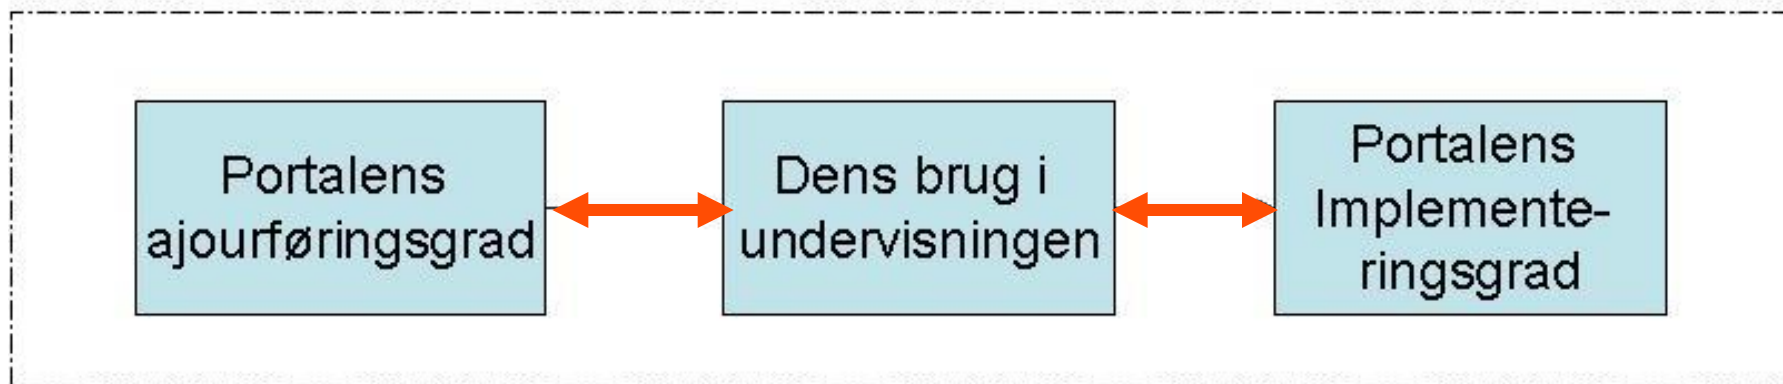 Portalens
ajourføringsgrad
Dens brug i
undervisningen
Portalens
Implemente-
ringsgrad